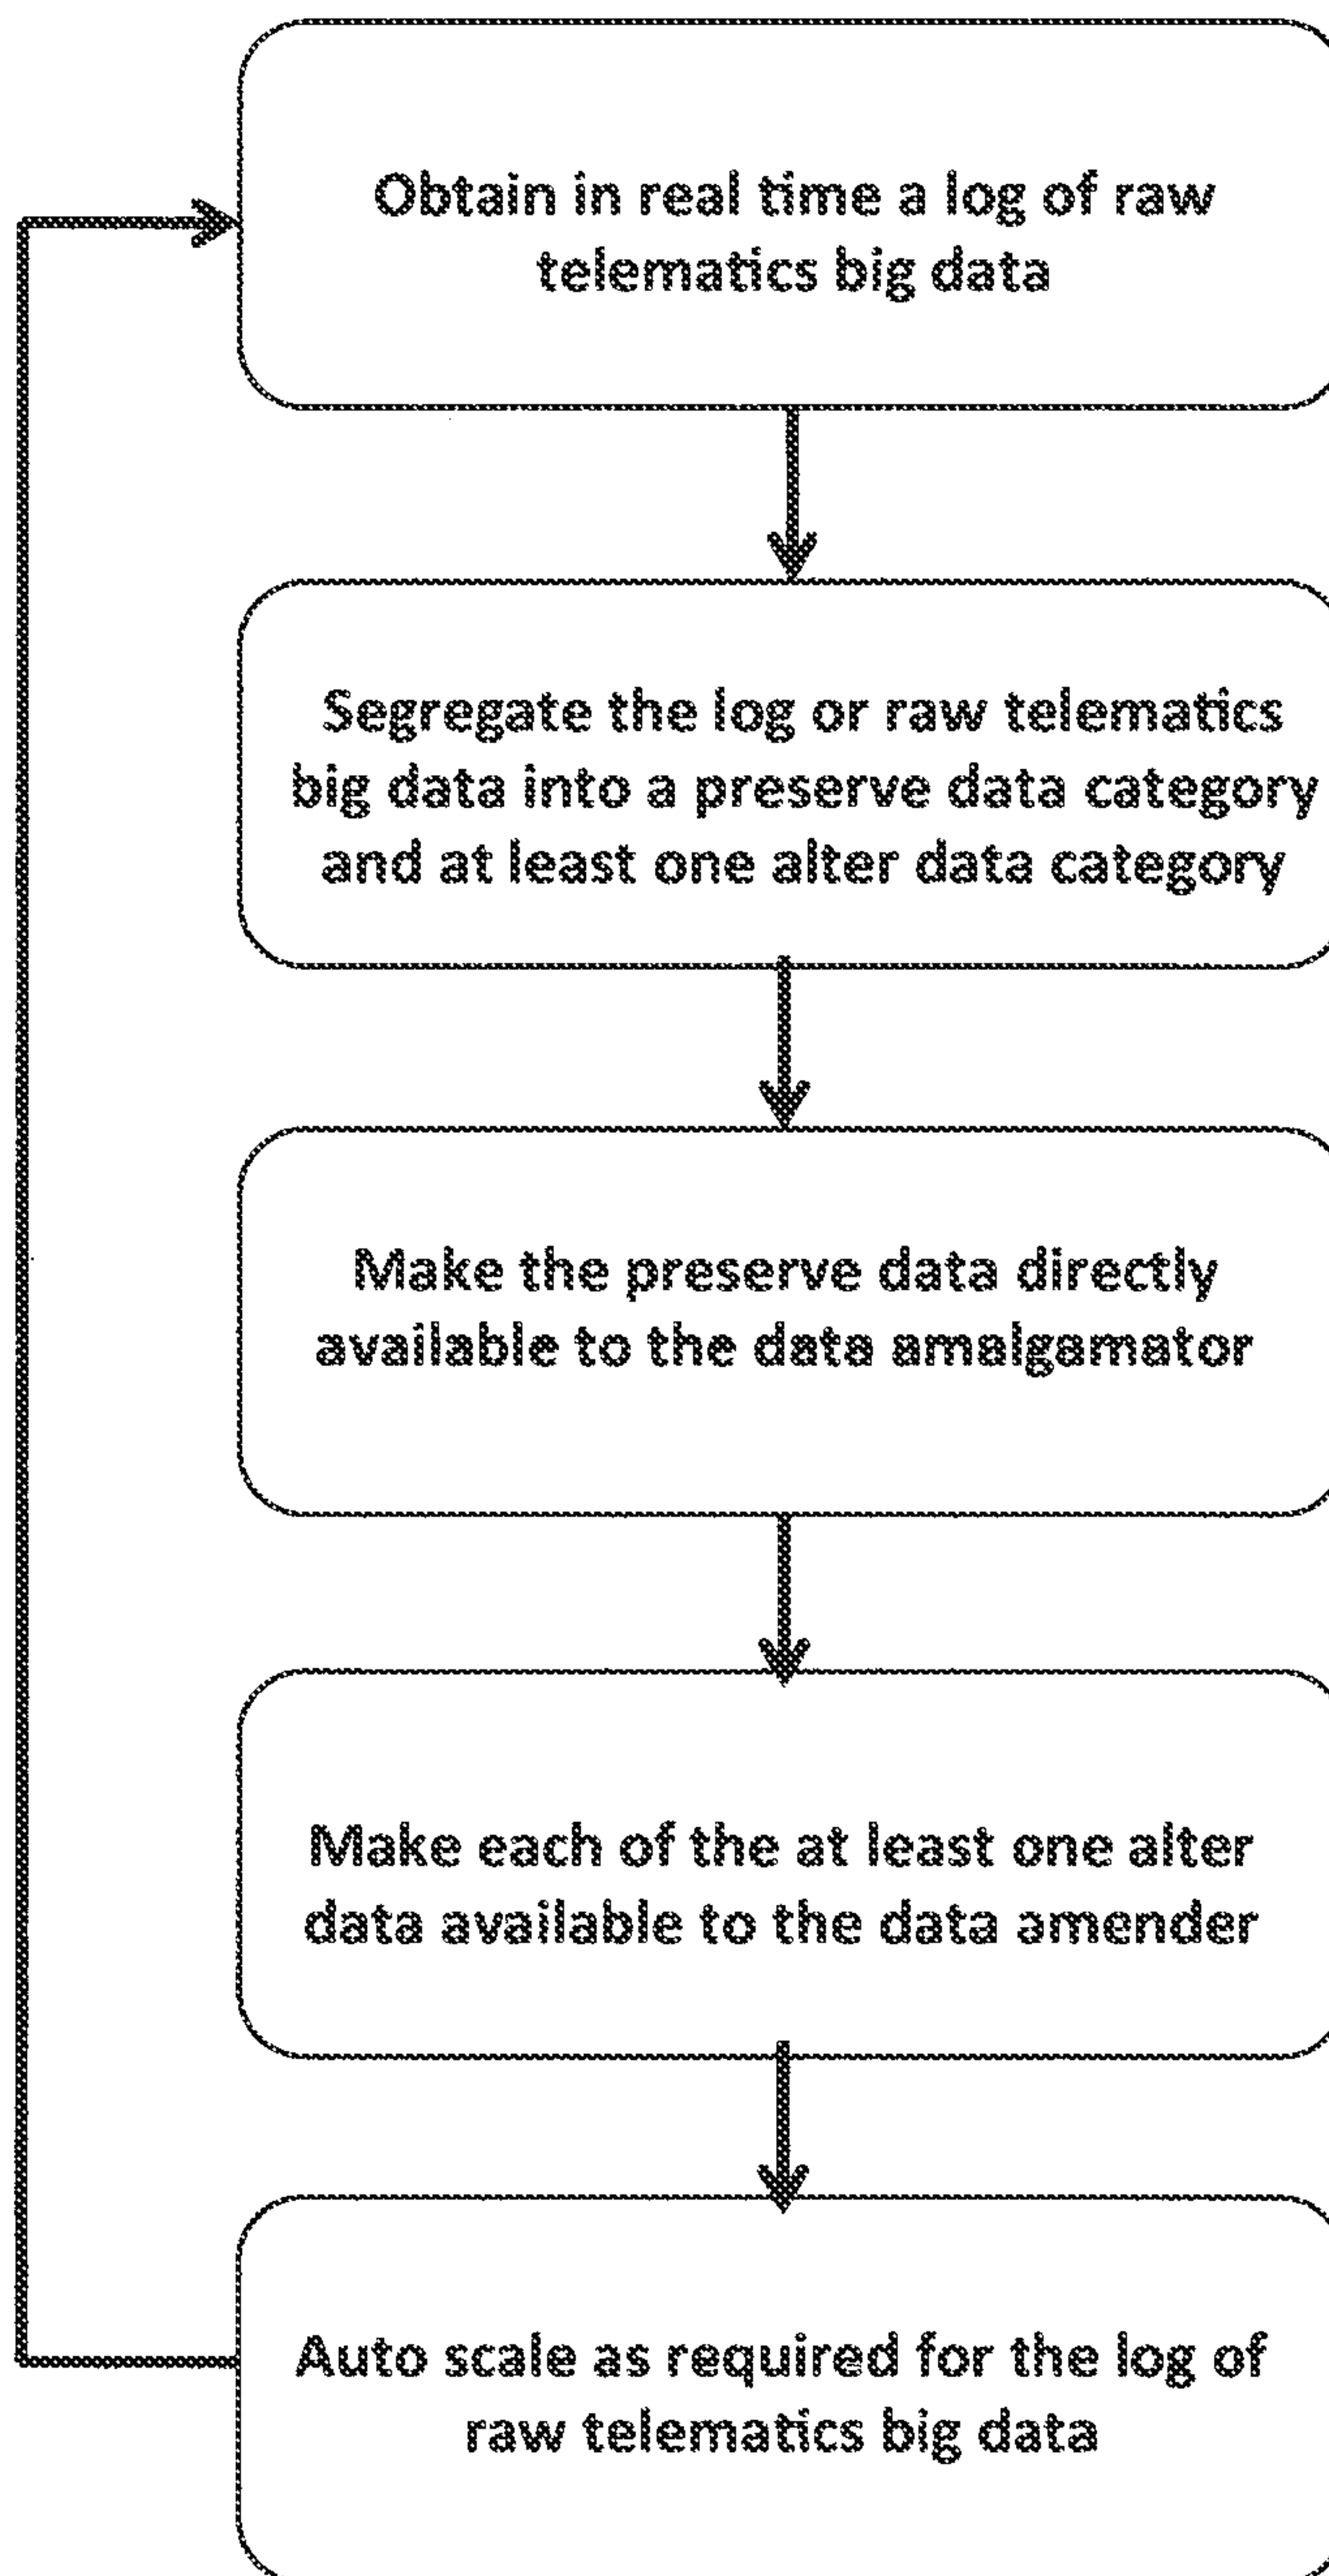 Obtain in real time a log of raw
telematics big data
Segregate the log or raw telematics
big data into a preserve data category
and at least one alter data category
Make the preserve data directly
available to the data amalgamator
Make each of the at least one alter
data available to the data amender
Auto scale as required for the log of
raw telematics big data